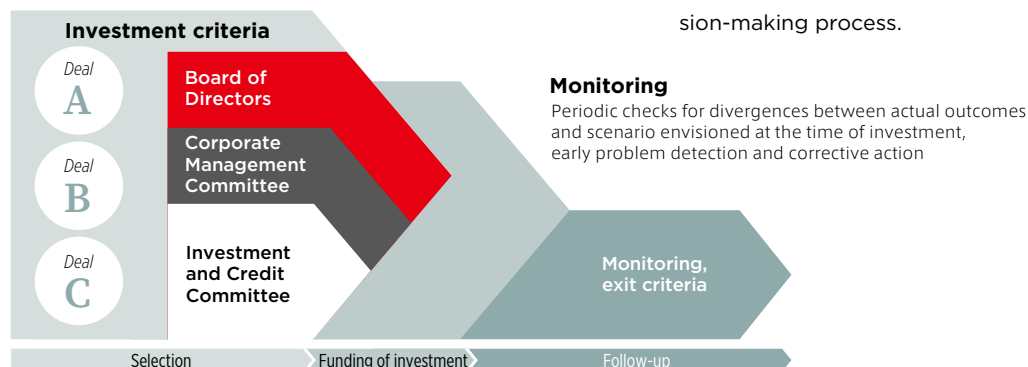 sion-making process.
Investment criteria
Deal
A
Board of
Directors
Monitoring
Periodic checks for divergences between actual outcomes
and scenario envisioned at the time of investment,
early problem detection and corrective action
Corporate
Management
Committee
Deal
B
Investment
and Credit
Committee
Deal
C
Monitoring,
exit criteria
Selection
Funding of investment
Follow-up